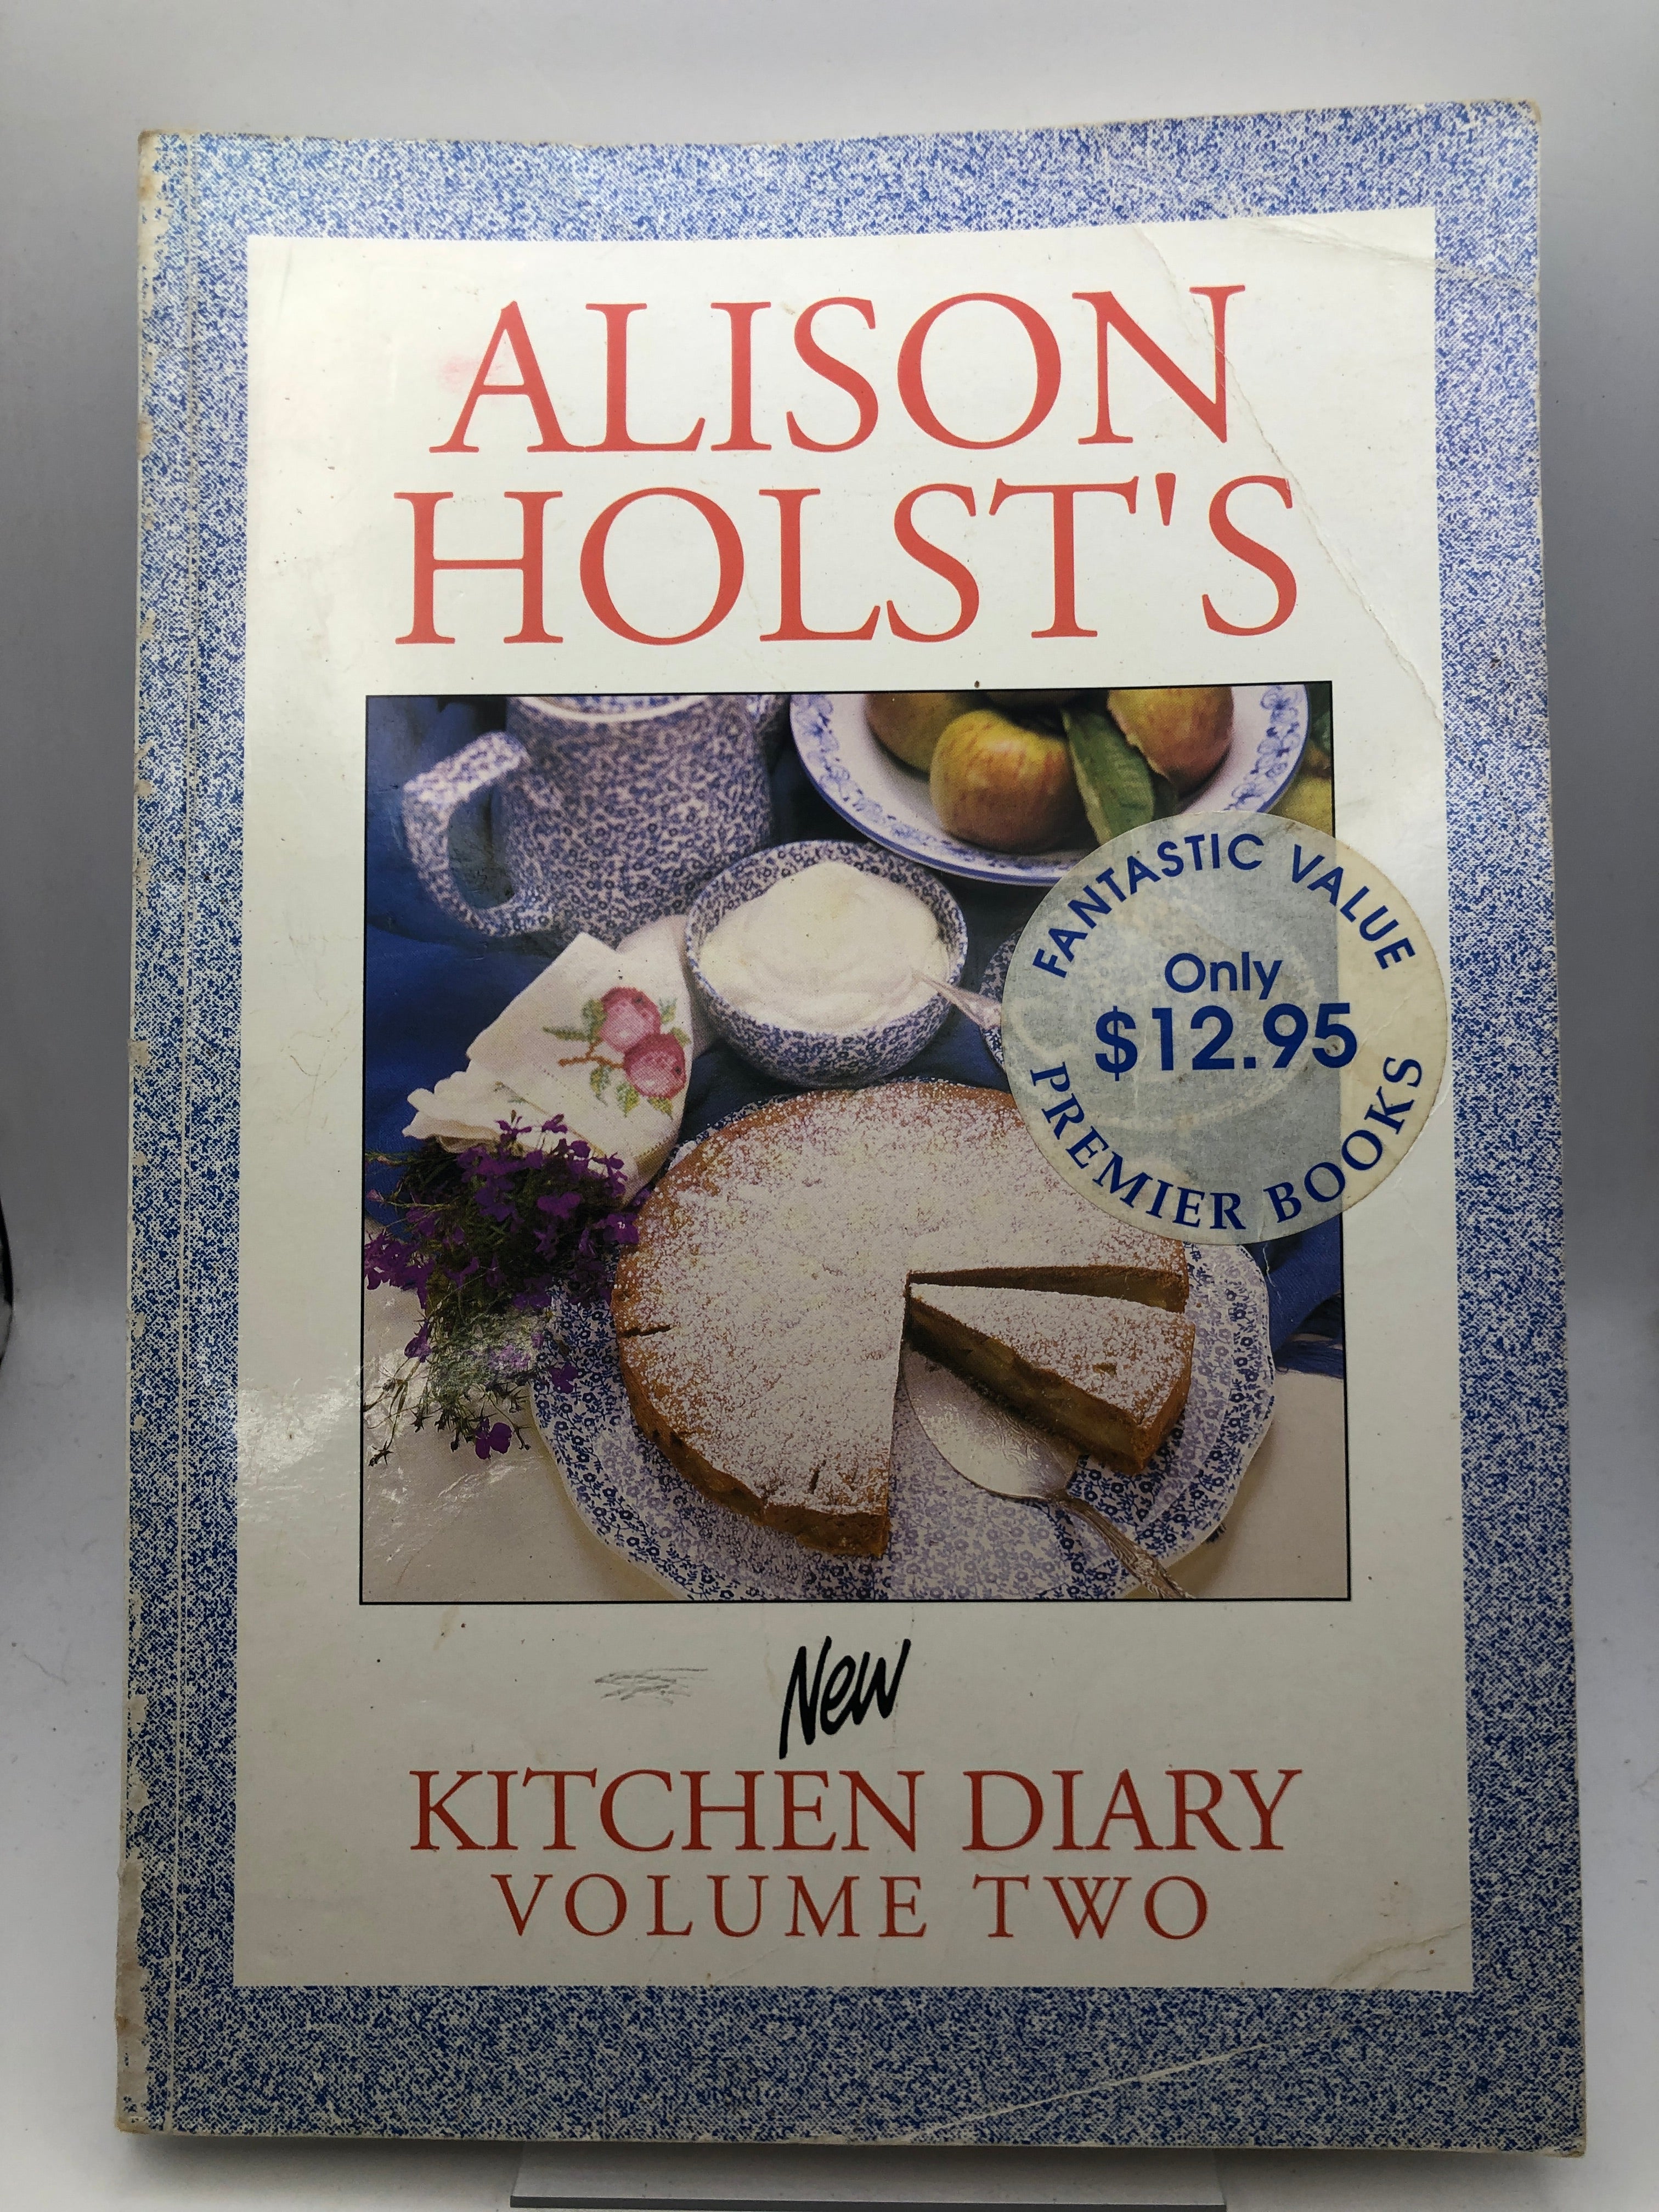 ALISON
HOLST'S
FANTASTIC VALUE
Only
$12.95
PREMIER BOOKS
New
KITCHEN DIARY
VOLUME TWO